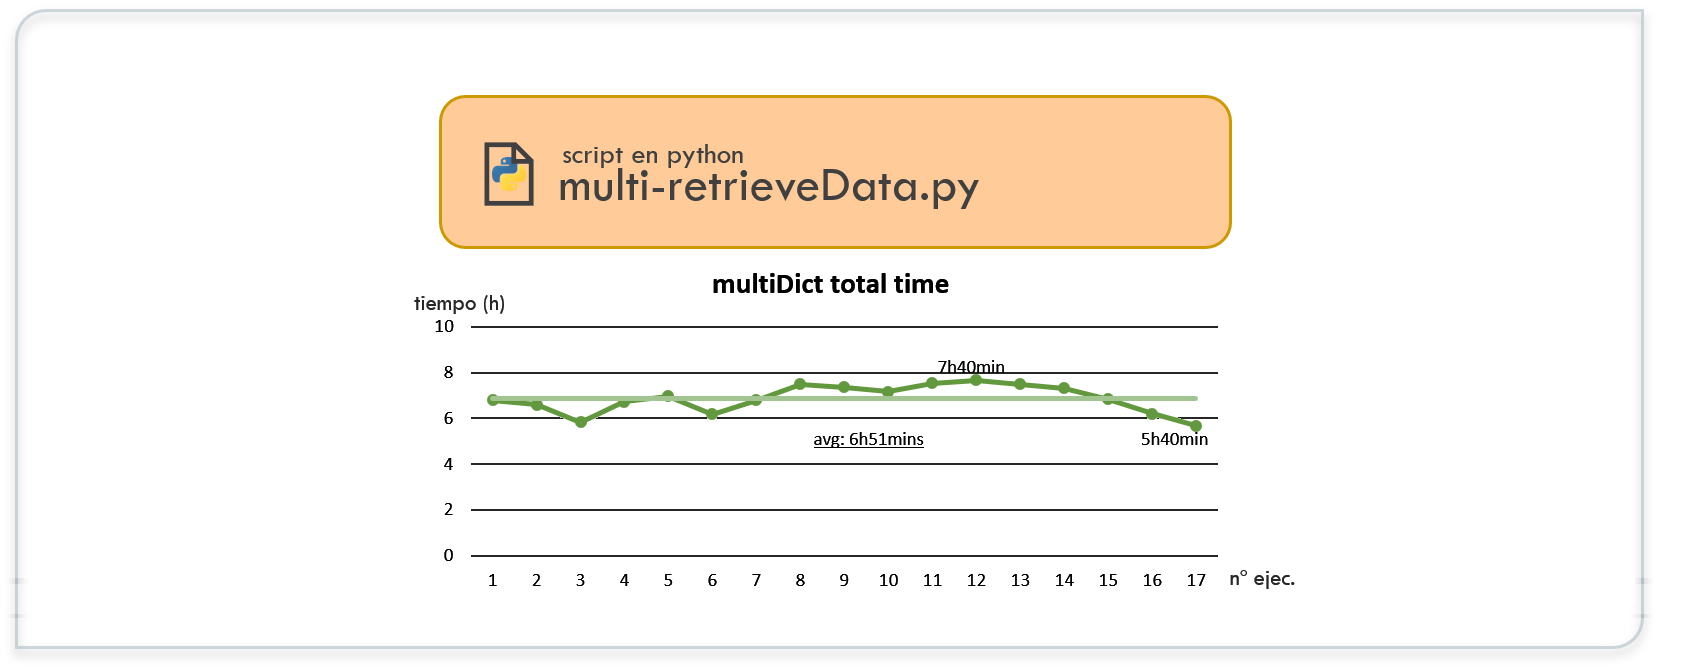 script en python
multi-retrieveData.py
multiDict total time
tiempo (h)
10
8
7h40min
6
avg: 6h51mins
5h40min
4
2
0
1 2 3 4 5 6 7 8 9 10 11 12 13 14 15 16 17 nº ejec.